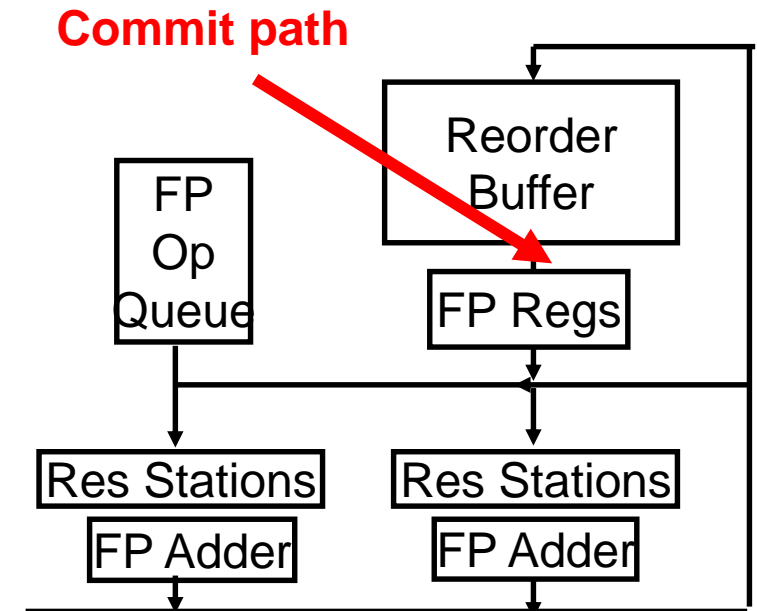 Commit path
Reorder
Buffer
FP
Op
Queue
FP Regs
Res Stations
Res Stations
FP Adder
FP Adder